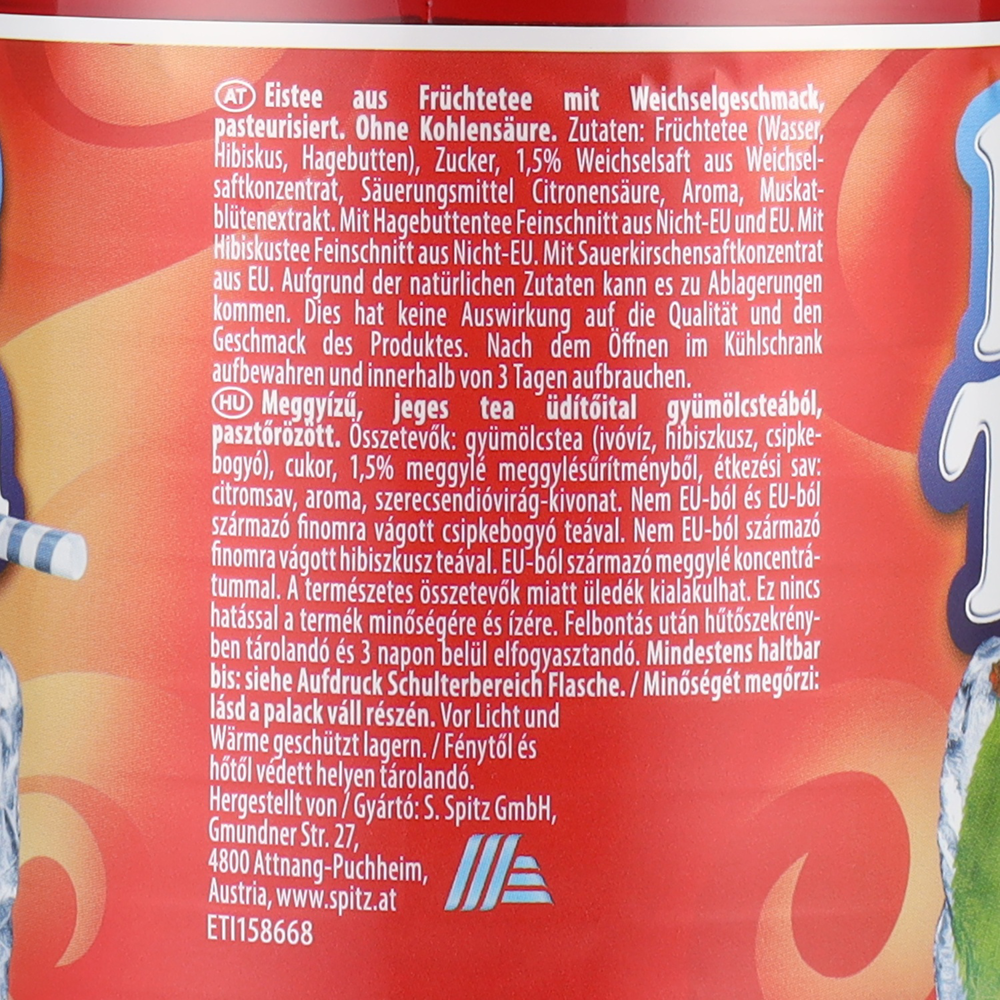 AT Eistee aus Früchtetee mit Weichselgeschmack,
pasteurisiert. Ohne Kohlensäure. Zutaten: Früchtetee (Wasser,
Hibiskus, Hagebutten), Zucker, 1,5% Weichselsaft aus Weichsel-
saftkonzentrat, Säuerungsmittel Citronensäure, Aroma, Muskat-
blütenextrakt. Mit Hagebuttentee Feinschnitt aus Nicht-EU und EU. Mit
Hibiskustee Feinschnitt aus Nicht-EU. Mit Sauerkirschensaftkonzentrat
aus EU. Aufgrund der natürlichen Zutaten kann es zu Ablagerungen
kommen. Dies hat keine Auswirkung auf die Qualität und den
Geschmack des Produktes. Nach dem Öffnen im Kühlschrank
aufbewahren und innerhalb von 3 Tagen aufbrauchen.
HU Meggyízű, jeges tea üdítőital gyümölcsteából,
pasztőrözött. Összetevők: gyümölcstea (ivóvíz, hibiszkusz, csipke-
bogyó), cukor, 1,5% meggylé meggylésűrítményből, étkezési sav:
citromsav, aroma, szerecsendióvirág-kivonat. Nem EU-ból és EU-ból
származó finomra vágott csipkebogyó teával. Nem EU-ból származó
finomra vágott hibiszkusz teával. EU-ból származó meggylé koncentrá-
tummal. A természetes összetevők miatt üledék kialakulhat. Ez nincs
hatással a termék minőségére és ízére. Felbontás után hűtőszekrény-
ben tárolandó és 3 napon belül elfogyasztandó. Mindestens haltbar
bis: siehe Aufdruck Schulterbereich Flasche. / Minőségét megőrzi:
lásd a palack váll részén. Vor Licht und
Wärme geschützt lagern. / Fénytől és
hőtől védett helyen tárolandó.
Hergestellt von / Gyártó: S. Spitz GmbH,
Gmundner Str. 27,
4800 Attnang-Puchheim,
Austria, www.spitz.at
ETI158668